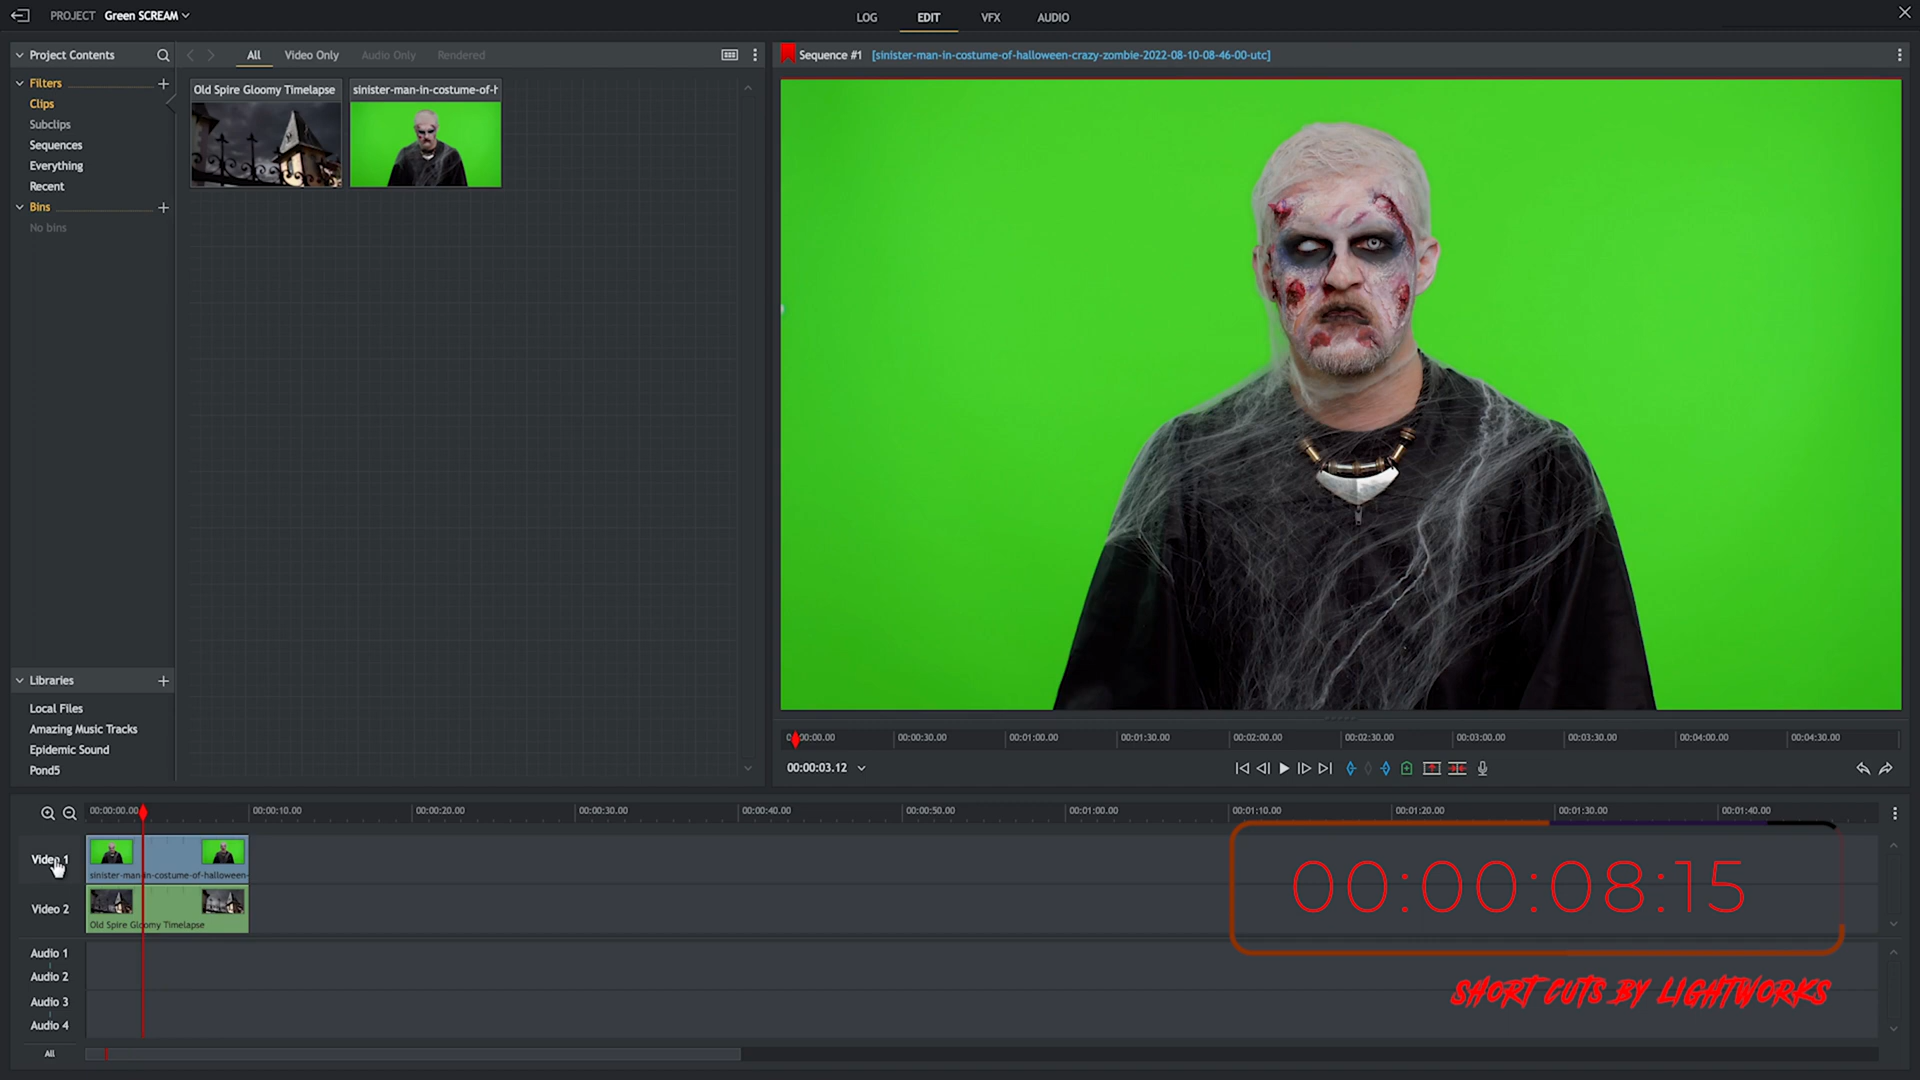 PROJECT Green SCREAM
LOG EDIT VFX AUDIO
Project Contents
All Video Only Audio Only Rendered
Sequence #1 [sinister-man-in-costume-of-halloween-crazy-zombie-2022-08-10-08-46-00-utc]
Filters
Clips
Subclips
Sequences
Everything
Recent
Bins
No bins
Old Spire Gloomy Timelapse
sinister-man-in-costume-of-h
Libraries
Local Files
Amazing Music Tracks
Epidemic Sound
Pond5
00:00.00 00:00:30.00 00:01:00.00 00:01:30.00 00:02:00.00 00:02:30.00 00:03:00.00 00:03:30.00 00:04:00.00 00:04:30.00
00:00:03.12
00:00:00.00 00:00:10.00 00:00:20.00 00:00:30.00 00:00:40.00 00:00:50.00 00:01:00.00 00:01:10.00 00:01:20.00 00:01:30.00 00:01:40.00
Video 1
sinister-man-in-costume-of-halloween-
Video 2
Old Spire Gloomy Timelapse
Audio 1
Audio 2
Audio 3
Audio 4
All
00:00:08:15
SHORT CUTS BY LIGHTWORKS